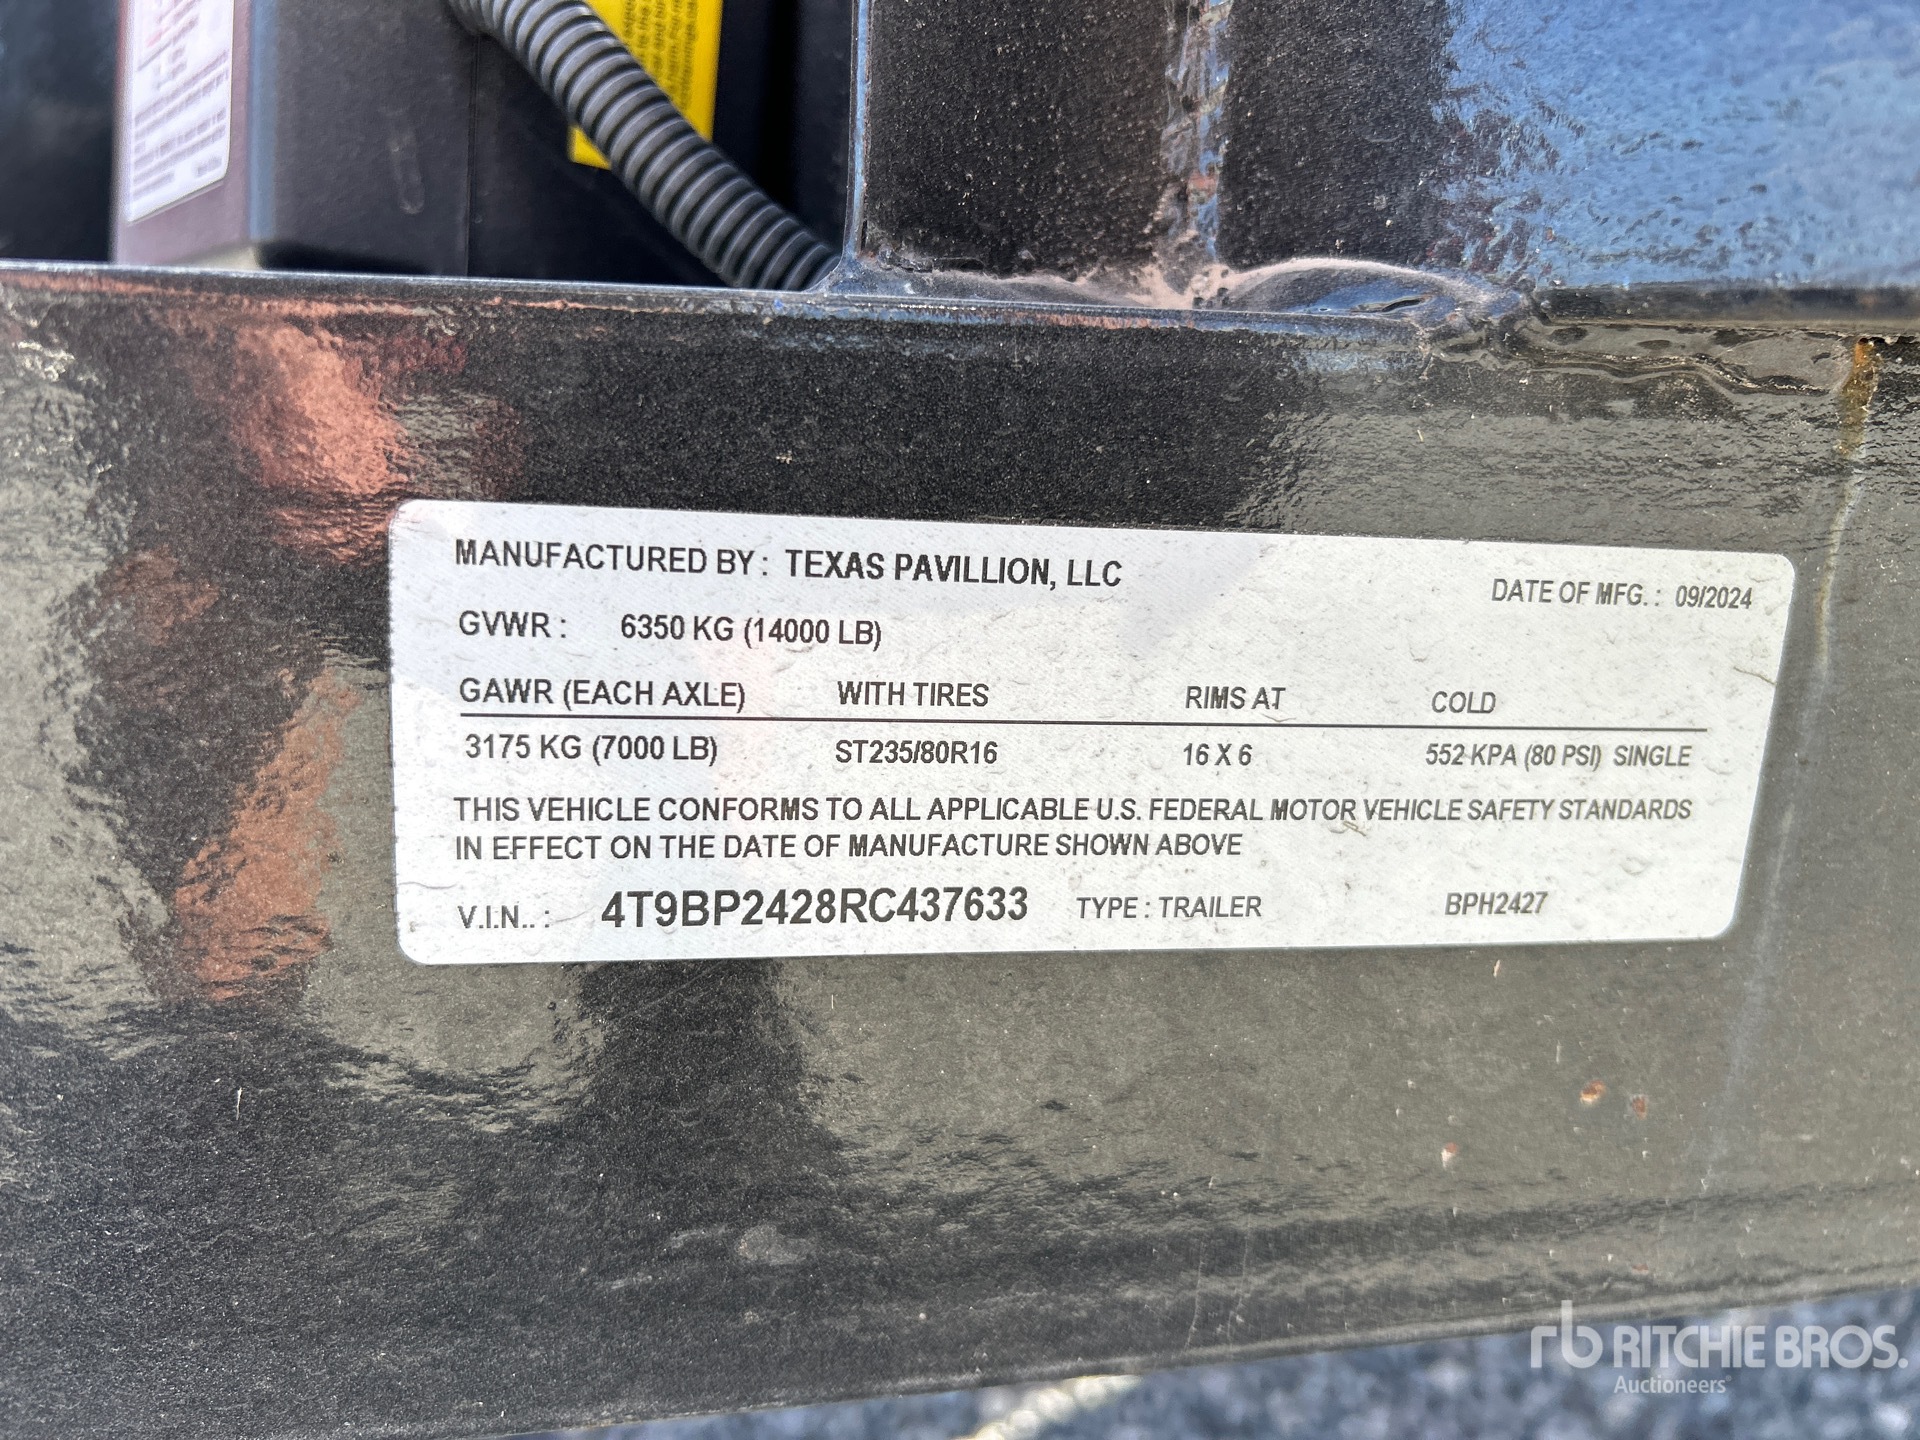 MANUFACTURED BY : TEXAS PAVILLION, LLC
DATE OF MFG. : 09/2024
GVWR : 6350 KG (14000 LB)
GAWR (EACH AXLE) WITH TIRES RIMS AT COLD
3175 KG (7000 LB) ST235/80R16 16 X 6 552 KPA (80 PSI) SINGLE
THIS VEHICLE CONFORMS TO ALL APPLICABLE U.S. FEDERAL MOTOR VEHICLE SAFETY STANDARDS
IN EFFECT ON THE DATE OF MANUFACTURE SHOWN ABOVE
V.I.N.. : 4T9BP2428RC437633 TYPE : TRAILER BPH2427
rb RITCHIE BROS.
Auctioneers